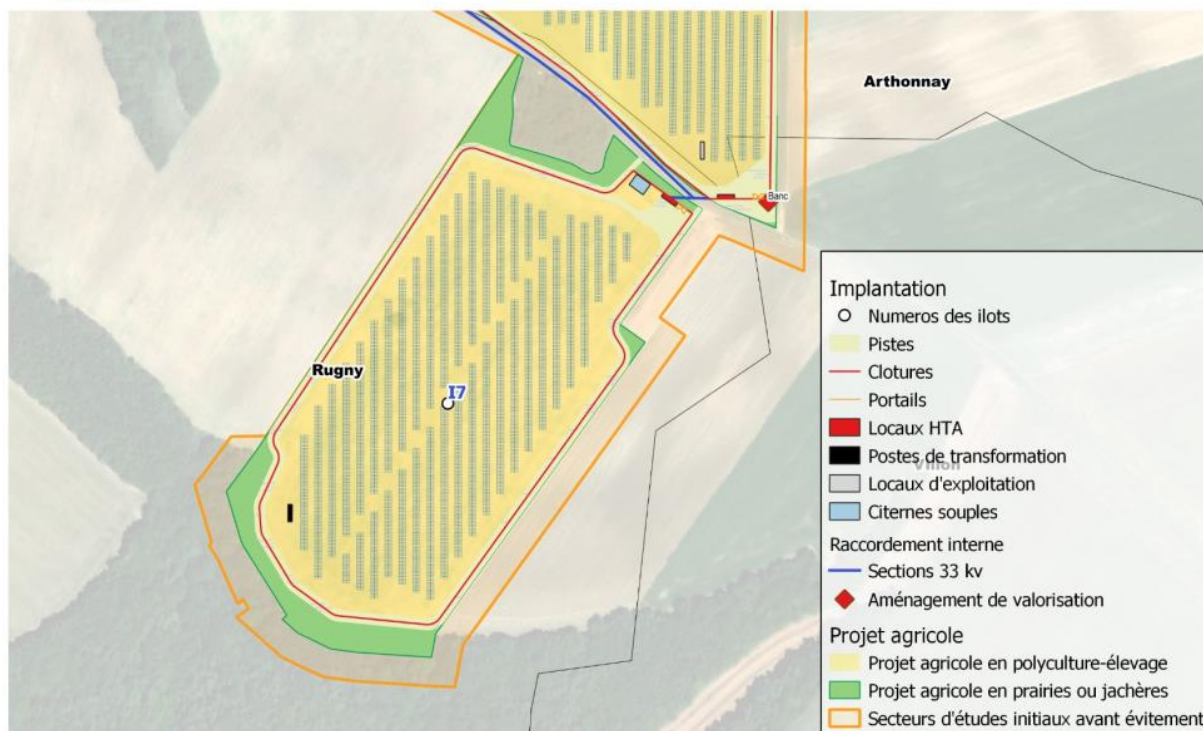 Arthonnay
Banc
Rugny
I7
Villon
Implantation
Numeros des ilots
Pistes
Clotures
Portails
Locaux HTA
Postes de transformation
Locaux d'exploitation
Citernes souples
Raccordement interne
Sections 33 kv
Aménagement de valorisation
Projet agricole
Projet agricole en polyculture-élevage
Projet agricole en prairies ou jachères
Secteurs d'études initiaux avant évitement